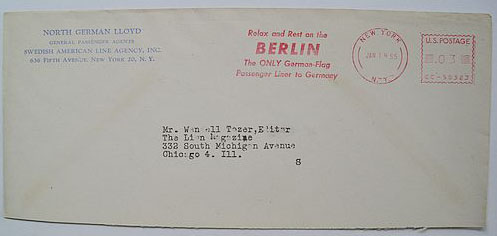 NORTH GERMAN LLOYD
GENERAL PASSENGER AGENTS
SWEDISH AMERICAN LINE AGENCY, INC.
636 FIFTH AVENUE, NEW YORK 20, N. Y.
Relax and Rest on the
BERLIN
The ONLY German-Flag
Passenger Liner to Germany
NEW YORK
N.Y.
U.S. POSTAGE
.03
Mr. Tozer, Editor
The Lion Magazine
332 South Michigan Avenue
Chicago 4. Ill.
8